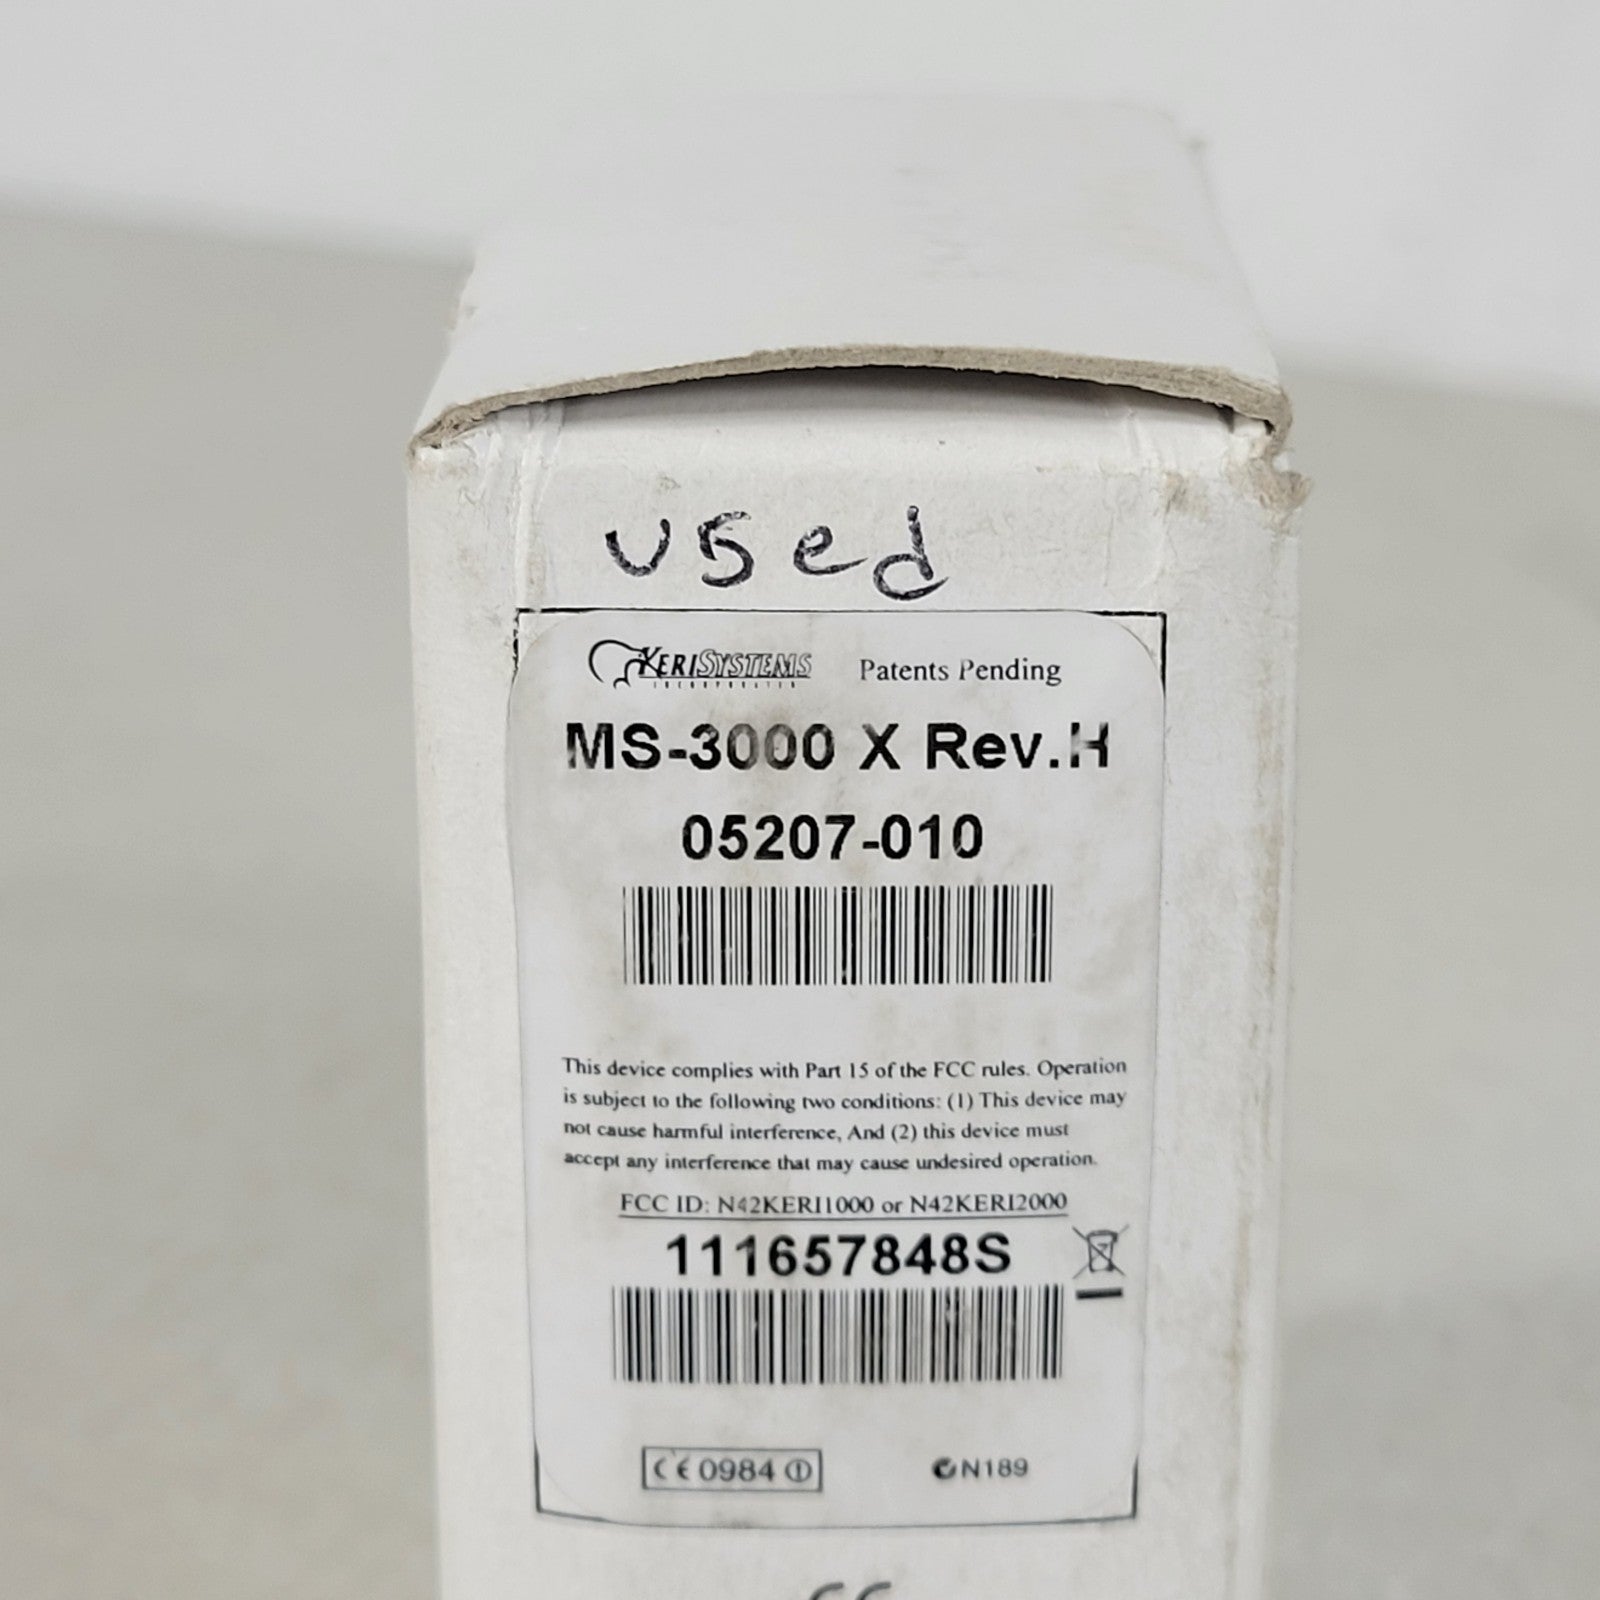 used
KERISYSTEMS Patents Pending
INCORPORATED
MS-3000 X Rev.H
05207-010
This device complies with Part 15 of the FCC rules. Operation
is subject to the following two conditions: (1) This device may
not cause harmful interference, And (2) this device must
accept any interference that may cause undesired operation.
FCC ID: N42KERI1000 or N42KERI2000
111657848S
CE 0984 N189
CE